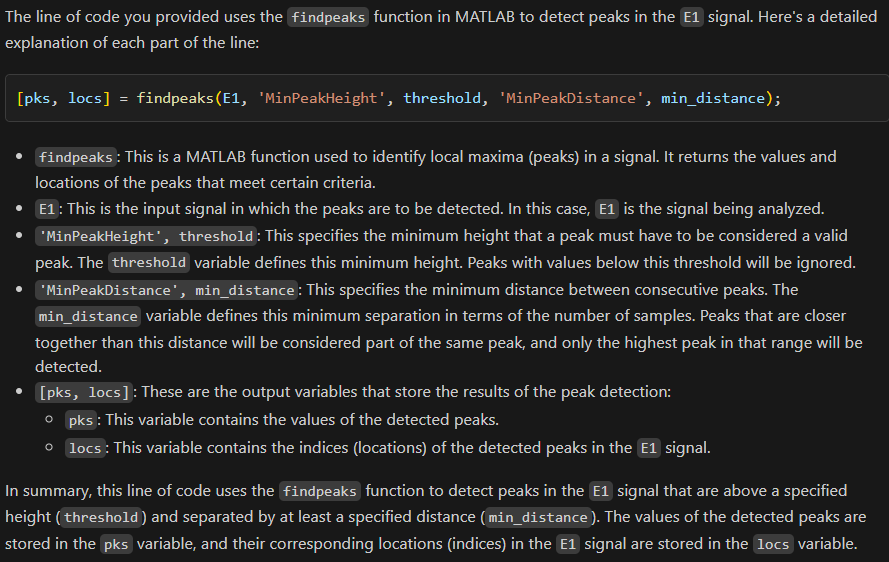 The line of code you provided uses the findpeaks function in MATLAB to detect peaks in the E1 signal. Here's a detailed
explanation of each part of the line:
[pks, locs] = findpeaks(E1, 'MinPeakHeight', threshold, 'MinPeakDistance', min_distance);
• findpeaks: This is a MATLAB function used to identify local maxima (peaks) in a signal. It returns the values and
locations of the peaks that meet certain criteria.
• E1: This is the input signal in which the peaks are to be detected. In this case, E1 is the signal being analyzed.
• 'MinPeakHeight', threshold: This specifies the minimum height that a peak must have to be considered a valid
peak. The threshold variable defines this minimum height. Peaks with values below this threshold will be ignored.
• 'MinPeakDistance', min_distance: This specifies the minimum distance between consecutive peaks. The
min_distance variable defines this minimum separation in terms of the number of samples. Peaks that are closer
together than this distance will be considered part of the same peak, and only the highest peak in that range will be
detected.
• [pks, locs]: These are the output variables that store the results of the peak detection:
◦ pks: This variable contains the values of the detected peaks.
◦ locs: This variable contains the indices (locations) of the detected peaks in the E1 signal.
In summary, this line of code uses the findpeaks function to detect peaks in the E1 signal that are above a specified
height (threshold) and separated by at least a specified distance (min_distance). The values of the detected peaks are
stored in the pks variable, and their corresponding locations (indices) in the E1 signal are stored in the locs variable.